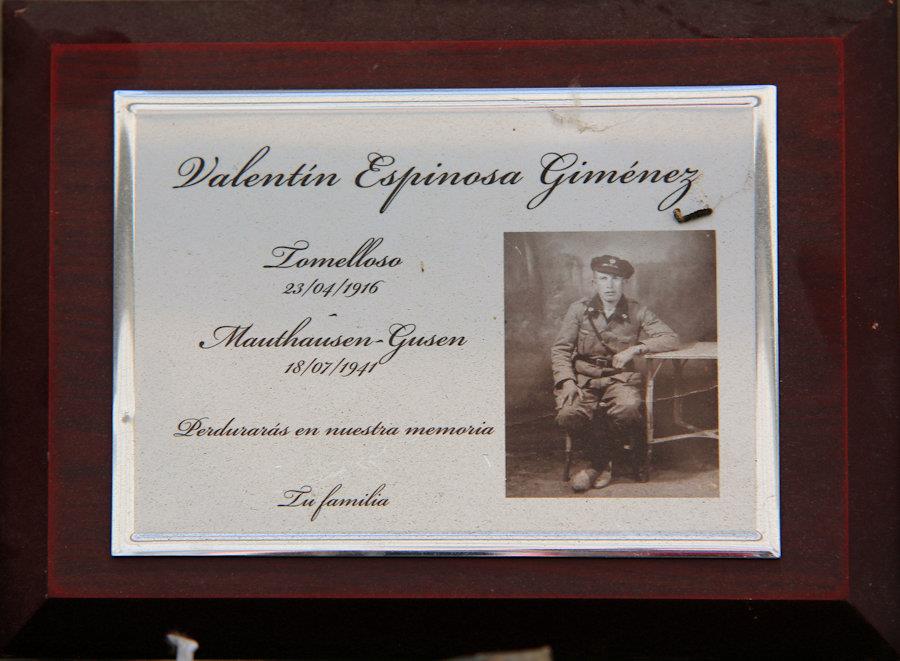 Valentín Espinosa Giménez
Tomelloso
23/04/1916
-
Mauthausen-Gusen
18/07/1941
Perdurarás en nuestra memoria
Tu familia